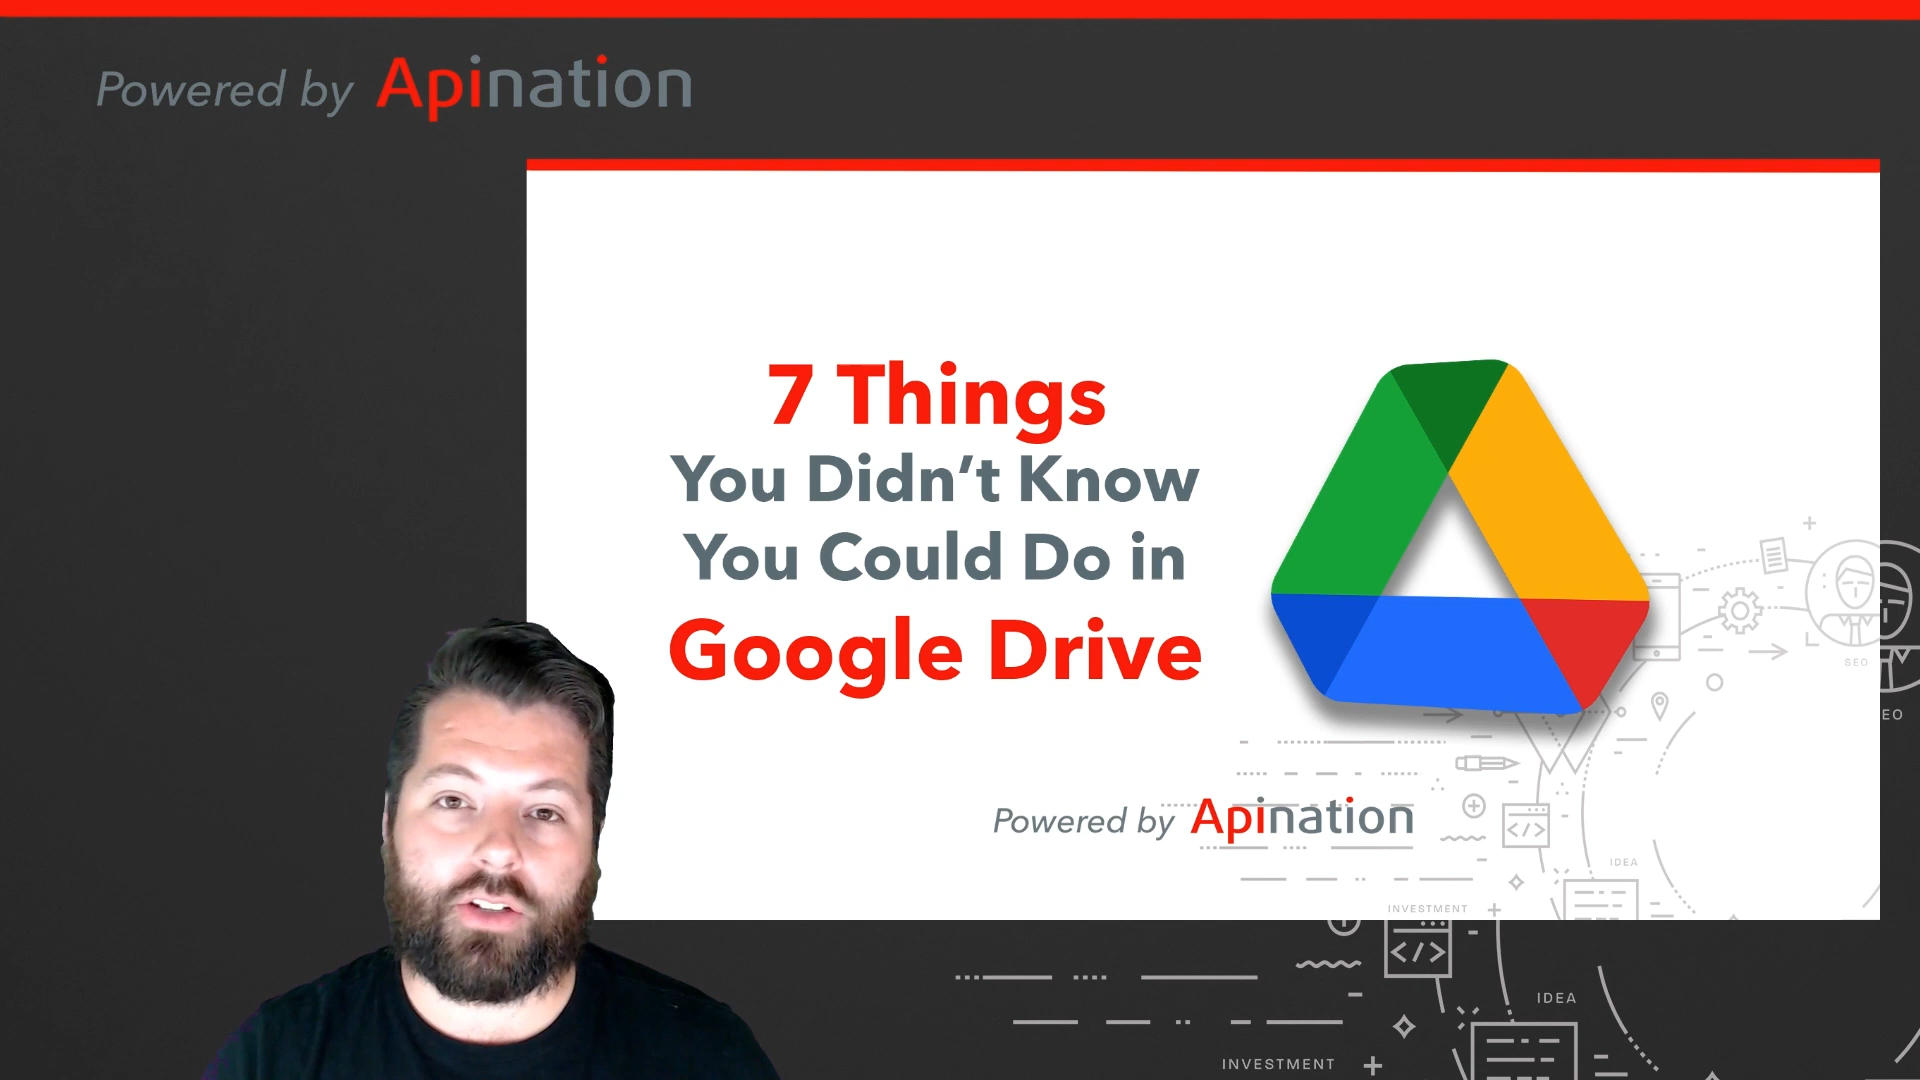 Powered by Apination
7 Things
You Didn't Know
You Could Do in
Google Drive
SEO
EO
Powered by Apination
</>
IDEA
INVESTMENT
</>
IDEA
INVESTMENT